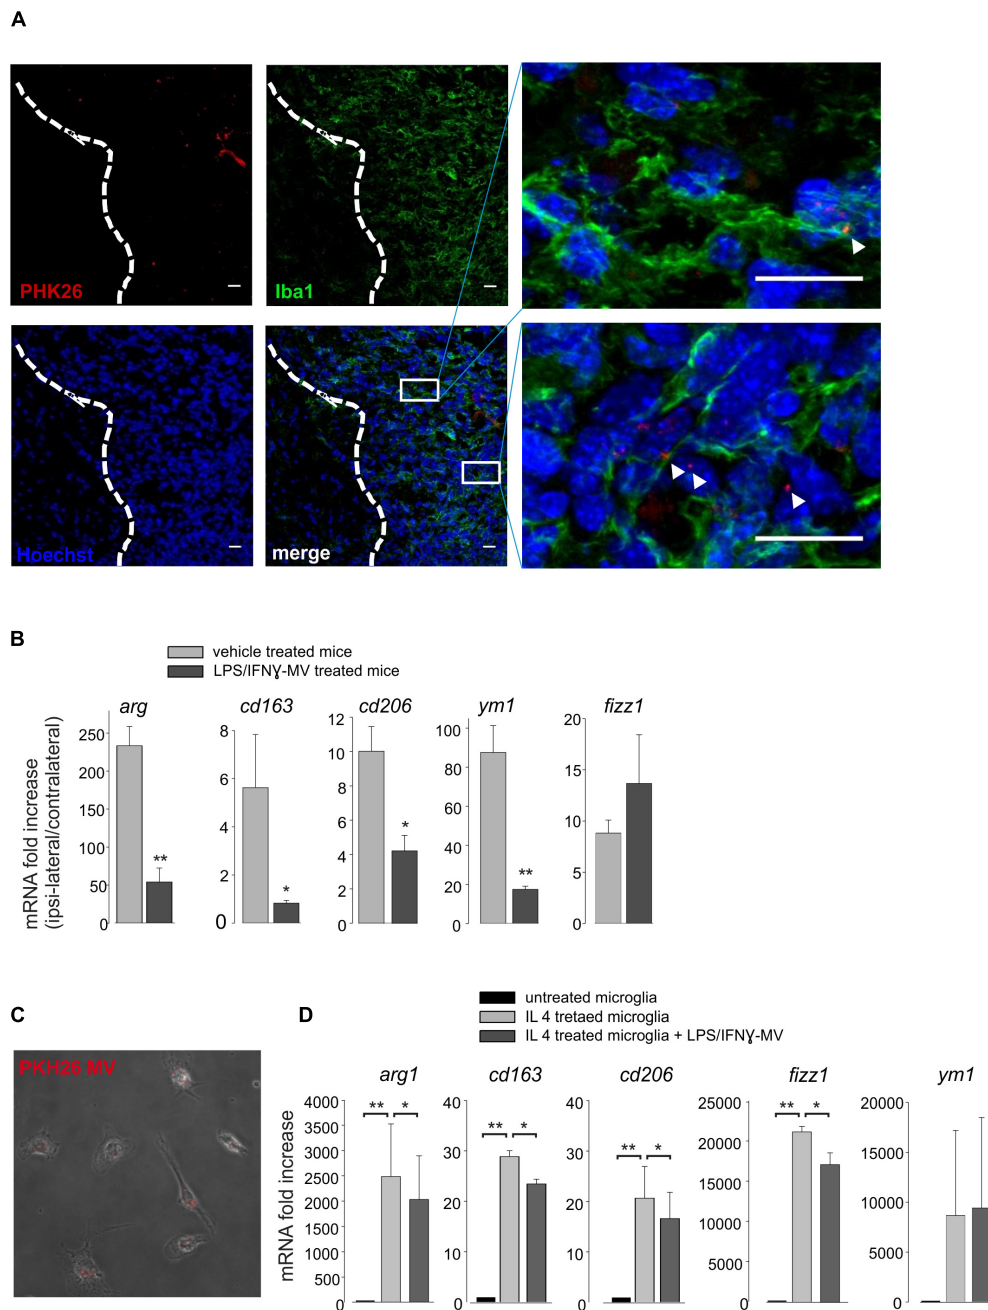 A
PHK26
Iba1
Hoechst
merge
B
vehicle treated mice
LPS/IFNɣ-MV treated mice
arg
cd163
cd206
ym1
fizz1
mRNA fold increase
(ipsi-lateral/contralateral)
250
200
150
100
50
0
**
8
6
4
2
0
*
12
10
8
6
4
2
0
*
100
80
60
40
20
0
**
20
15
10
5
0
C
PKH26 MV
D
untreated microglia
IL 4 tretaed microglia
IL 4 treated microglia + LPS/IFNɣ-MV
arg1
cd163
cd206
fizz1
ym1
mRNA fold increase
4000
3500
3000
2500
2000
1500
1000
500
0
** *
40
30
20
10
0
** *
40
30
20
10
0
** *
25000
20000
15000
10000
5000
0
** *
20000
15000
10000
5000
0